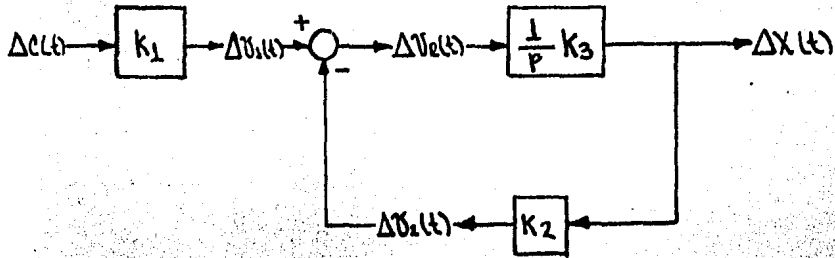 ΔC(t)
K1
ΔV1(t)
+
-
ΔVe(t)
1/P K3
ΔX(t)
ΔV2(t)
K2